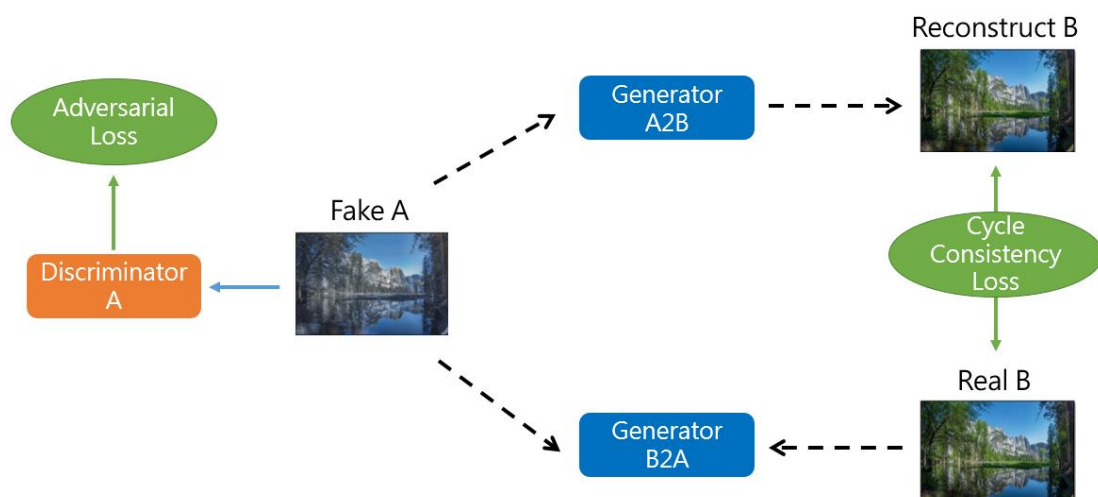 Reconstruct B
Adversarial
Loss
Generator
A2B
Fake A
Cycle
Consistency
Loss
Discriminator
A
Real B
Generator
B2A